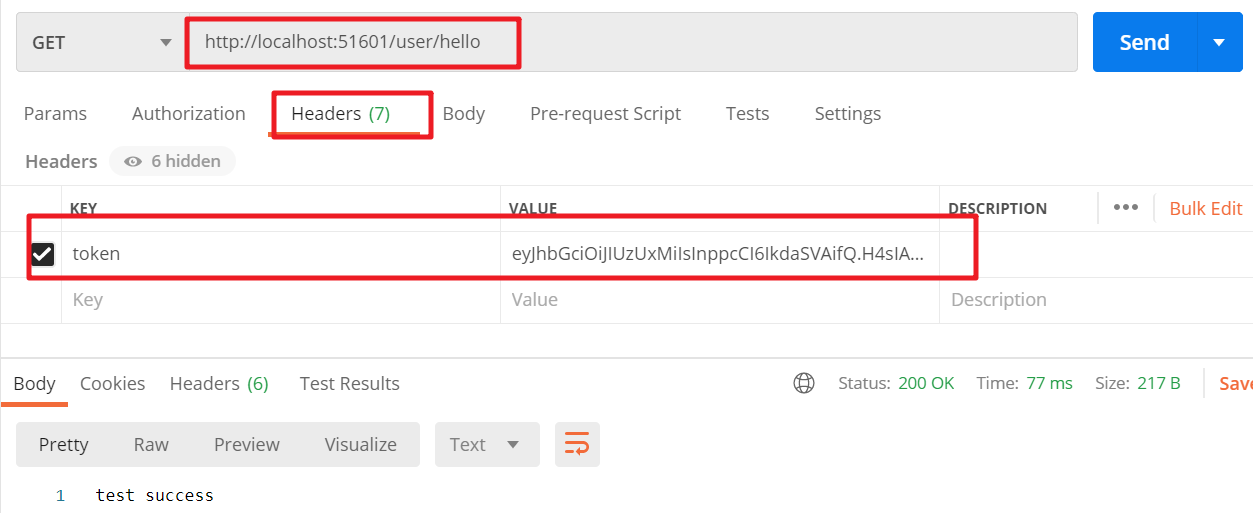 GET http://localhost:51601/user/hello Send
Params Authorization Headers (7) Body Pre-request Script Tests Settings
Headers 6 hidden
KEY VALUE DESCRIPTION ••• Bulk Edit
token eyJhbGciOiJIUzUxMiIsInppcCI6IkdaSVAifQ.H4sIA...
Key Value Description
Body Cookies Headers (6) Test Results Status: 200 OK Time: 77 ms Size: 217 B Save
Pretty Raw Preview Visualize Text
1 test success